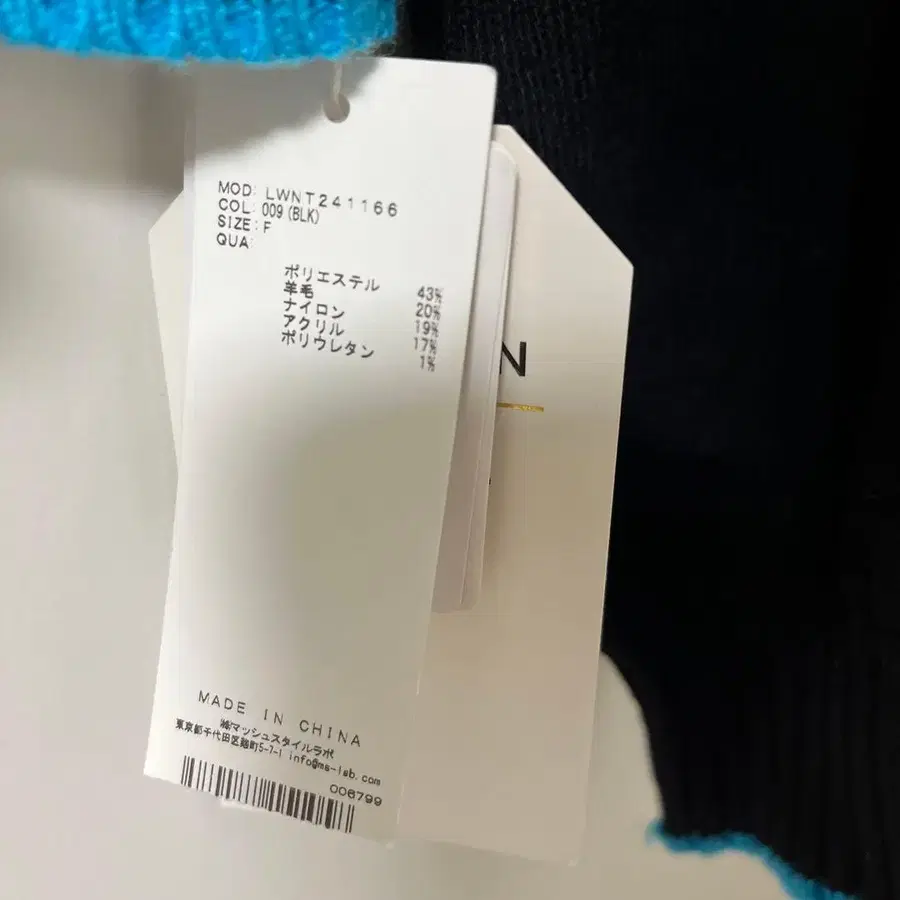 MOD: LWNT241166
COL: 009 (BLK)
SIZE: F
QUA:
ポリエステル 43%
羊毛 20%
ナイロン 19%
アクリル 17%
ポリウレタン 1%
MADE IN CHINA
㈱マッシュスタイルラボ
東京都千代田区麹町5-7-1 info@ms-lab.com
006799
N